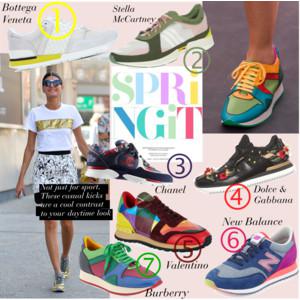 Bottega
Veneta
1
Stella
McCartney
2
SPRi
NGiT
3
Chanel
Not just for sport.
These casual kicks
are a cool contrast
to your daytime look
4
Dolce &
Gabbana
5
Valentino
New Balance
6
7
Burberry